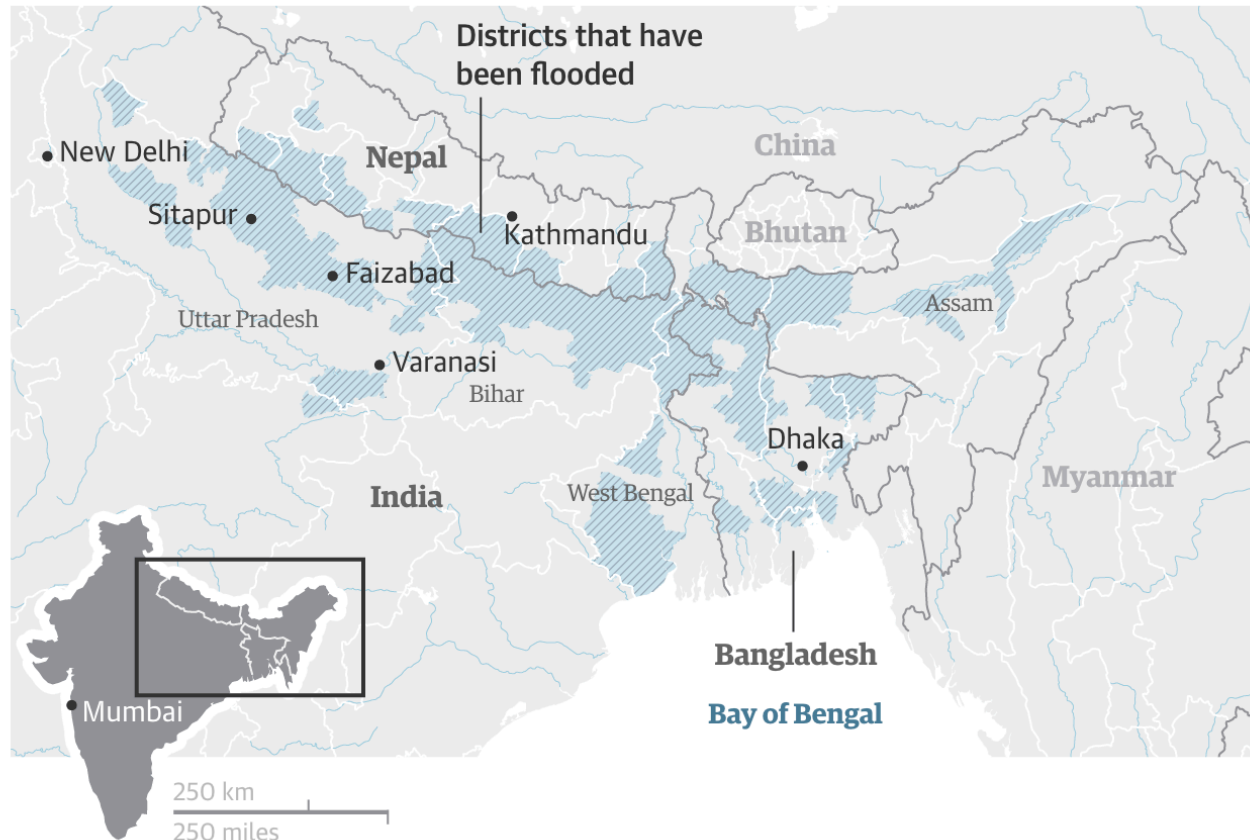 Districts that have
been flooded
China
New Delhi
Nepal
Sitapur
Kathmandu
Bhutan
Faizabad
Assam
Uttar Pradesh
Varanasi
Bihar
Dhaka
India
West Bengal
Myanmar
Bangladesh
Bay of Bengal
Mumbai
250 km
250 miles